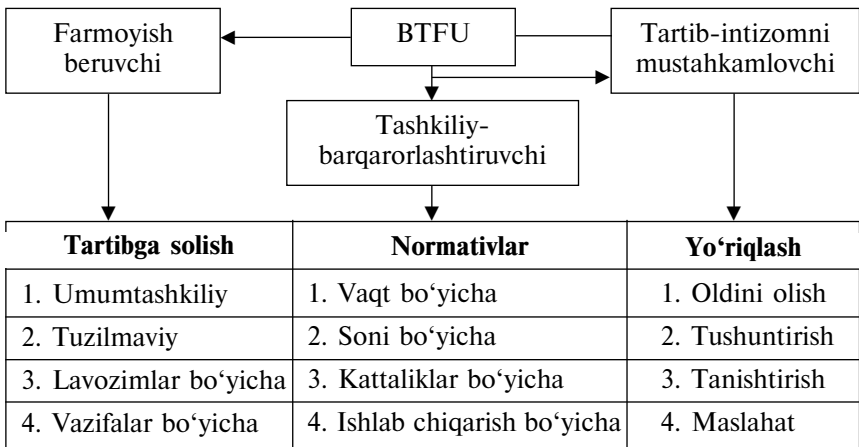 Farmoyish
beruvchi
BTFU
Tartib-intizomni
mustahkamlovchi
Tashkiliy-
barqarorlashtiruvchi
Tartibga solish Normativlar Yo‘riqlash
1. Umumtashkiliy 1. Vaqt bo‘yicha 1. Oldini olish
2. Tuzilmaviy 2. Soni bo‘yicha 2. Tushuntirish
3. Lavozimlar bo‘yicha 3. Kattaliklar bo‘yicha 3. Tanishtirish
4. Vazifalar bo‘yicha 4. Ishlab chiqarish bo‘yicha 4. Maslahat